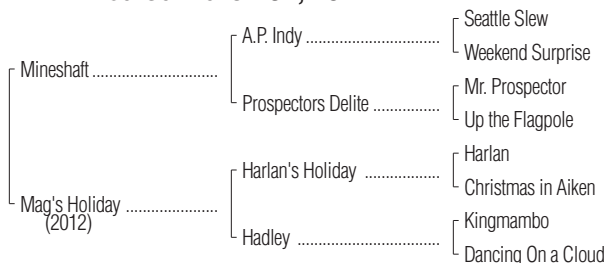 Seattle Slew
A.P. Indy ................................
Weekend Surprise
Mineshaft ..............................
Mr. Prospector
Prospectors Delite ................
Up the Flagpole
Harlan
Harlan's Holiday ..................
Christmas in Aiken
Mag's Holiday ......................
(2012)
Kingmambo
Hadley ..................................
Dancing On a Cloud